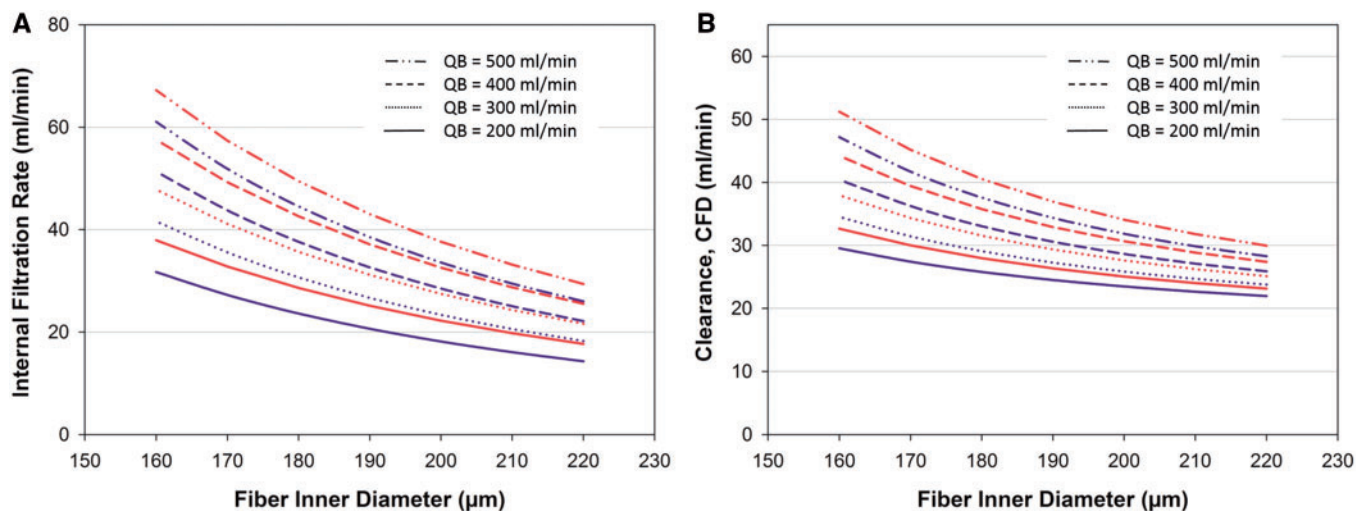 A
Internal Filtration Rate (ml/min)
80
60
40
20
0
QB = 500 ml/min
QB = 400 ml/min
QB = 300 ml/min
QB = 200 ml/min
150 160 170 180 190 200 210 220 230
Fiber Inner Diameter (μm)
B
Clearance, CFD (ml/min)
60
50
40
30
20
10
0
QB = 500 ml/min
QB = 400 ml/min
QB = 300 ml/min
QB = 200 ml/min
150 160 170 180 190 200 210 220 230
Fiber Inner Diameter (μm)